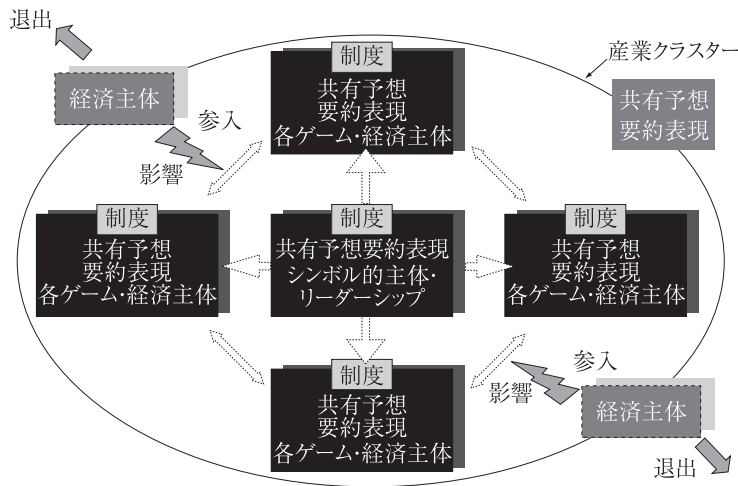 退出
経済主体
参入
影響
制度
共有予想
要約表現
各ゲーム・経済主体
産業クラスター
共有予想
要約表現
制度
共有予想
要約表現
各ゲーム・経済主体
制度
共有予想要約表現
シンボル的主体・
リーダーシップ
制度
共有予想
要約表現
各ゲーム・経済主体
制度
共有予想
要約表現
各ゲーム・経済主体
参入
影響
経済主体
退出